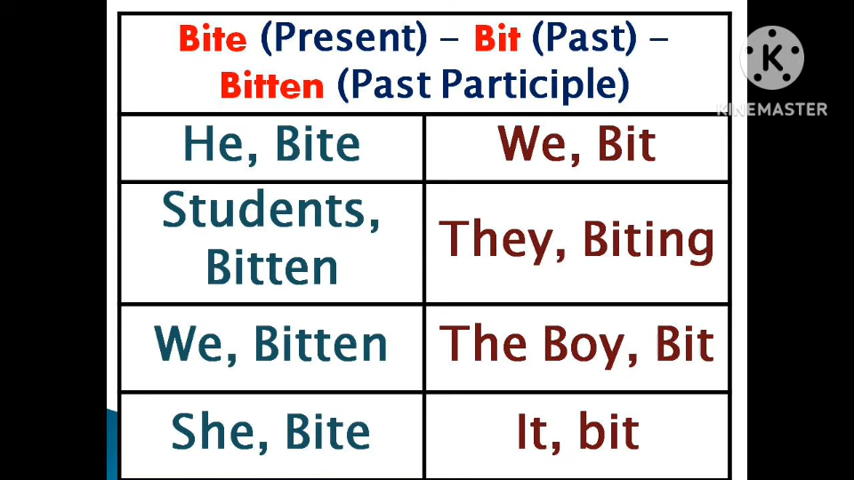 Bite (Present) – Bit (Past) –
Bitten (Past Participle)
K
KINEMASTER
He, Bite
We, Bit
Students,
Bitten
They, Biting
We, Bitten
The Boy, Bit
She, Bite
It, bit